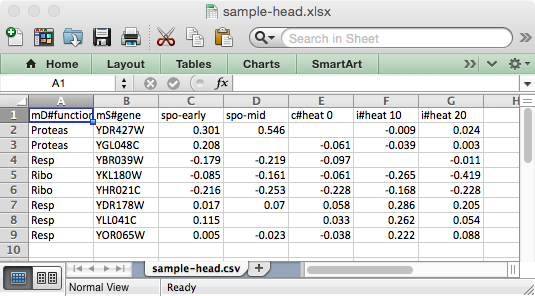 sample-head.xlsx
Search in Sheet
Home Layout Tables Charts SmartArt
A1 fx
A B C D E F G H
1 mD#function mS#gene spo-early spo-mid c#heat 0 i#heat 10 i#heat 20
2 Proteas YDR427W 0.301 0.546 -0.009 0.024
3 Proteas YGL048C 0.208 -0.061 -0.039 0.003
4 Resp YBR039W -0.179 -0.219 -0.097 -0.011
5 Ribo YKL180W -0.085 -0.161 -0.061 -0.265 -0.419
6 Ribo YHR021C -0.216 -0.253 -0.228 -0.168 -0.228
7 Resp YDR178W 0.017 0.07 0.058 0.286 0.205
8 Resp YLL041C 0.115 0.033 0.262 0.054
9 Resp YOR065W 0.005 -0.023 -0.038 0.222 0.088
10
sample-head.csv
Normal View Ready